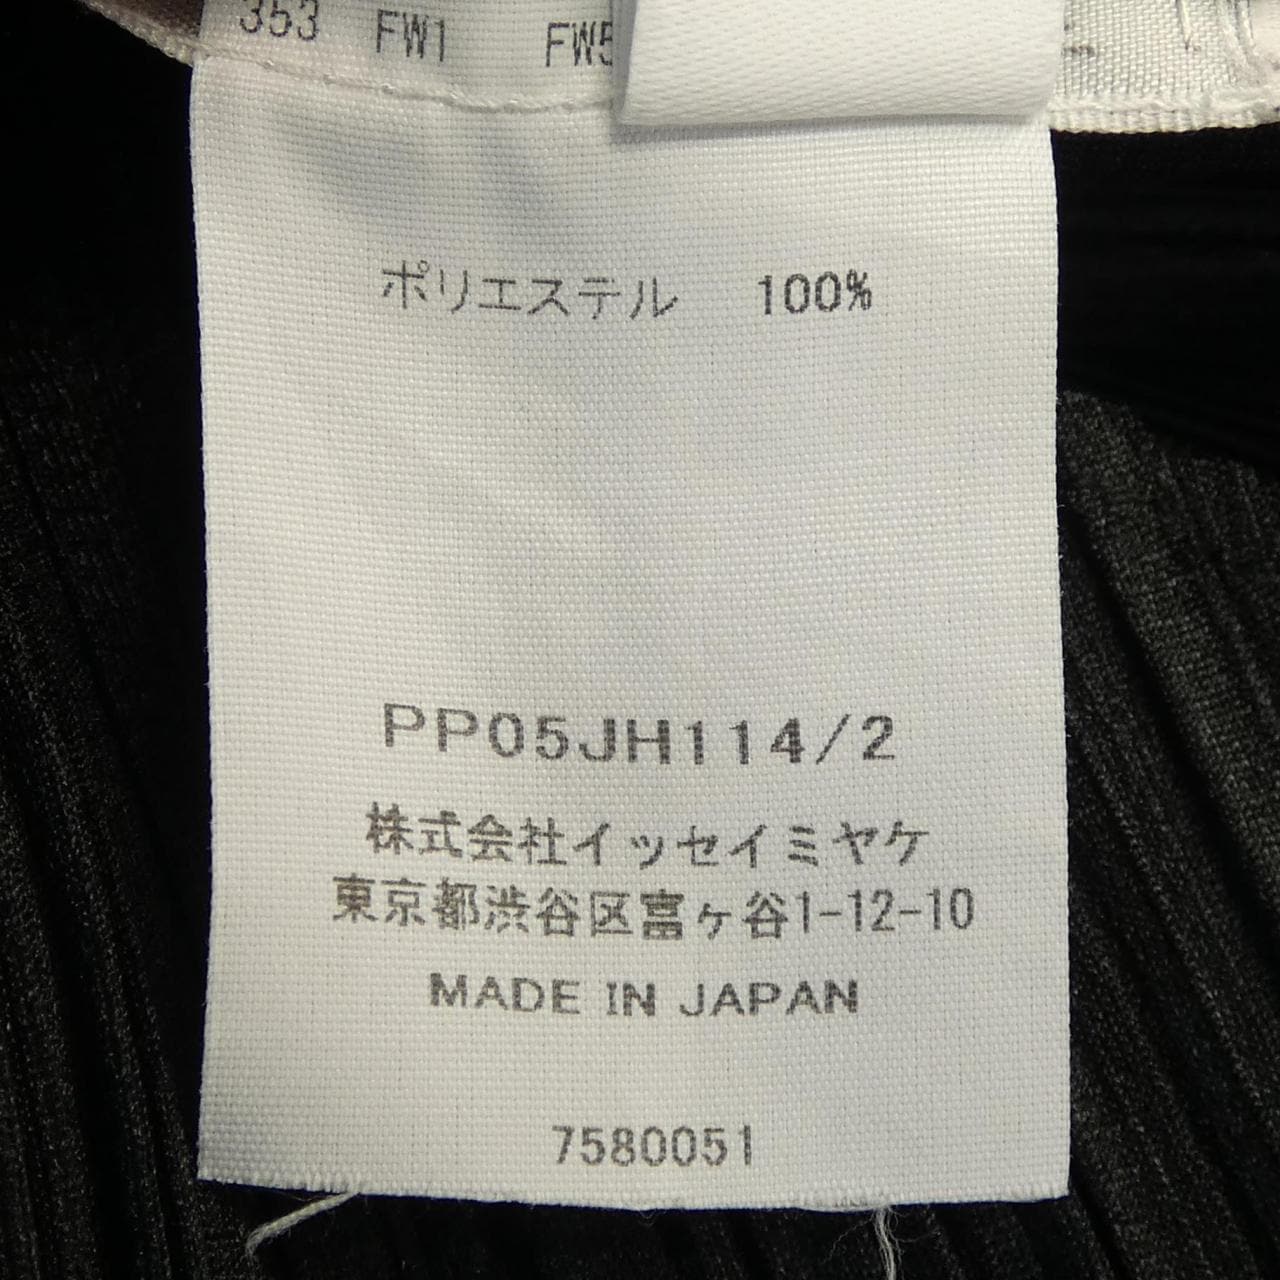 353 FW1 FW5
ポリエステル 100%
PP05JH114/2
株式会社イッセイミヤケ
東京都渋谷区富ヶ谷1-12-10
MADE IN JAPAN
7580051